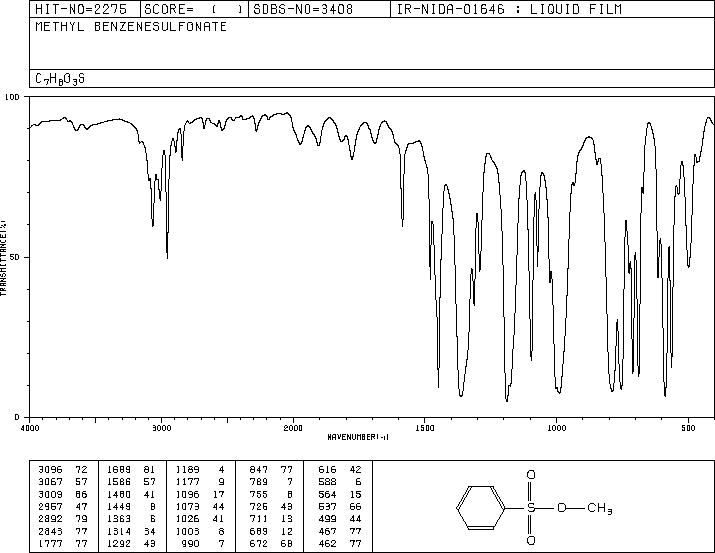 HIT-NO=2275 SCORE= ( ) SDBS-NO=3408 IR-NIDA-01646 : LIQUID FILM
METHYL BENZENESULFONATE
C7H8O3S
100
50
0
TRANSMITTANCE(%)
4000 3000 2000 1500 1000 500
WAVENUMBER(-1)
3096 72 1689 81 1189 4 847 77 616 42
3067 57 1586 57 1177 9 789 7 588 6
3009 66 1480 41 1096 17 755 8 564 15
2957 47 1449 8 1073 44 726 43 537 66
2892 79 1363 6 1026 41 711 13 499 44
2843 77 1314 34 1003 8 689 12 467 77
1777 77 1292 43 990 7 672 68 462 77
O
S O CH3
O